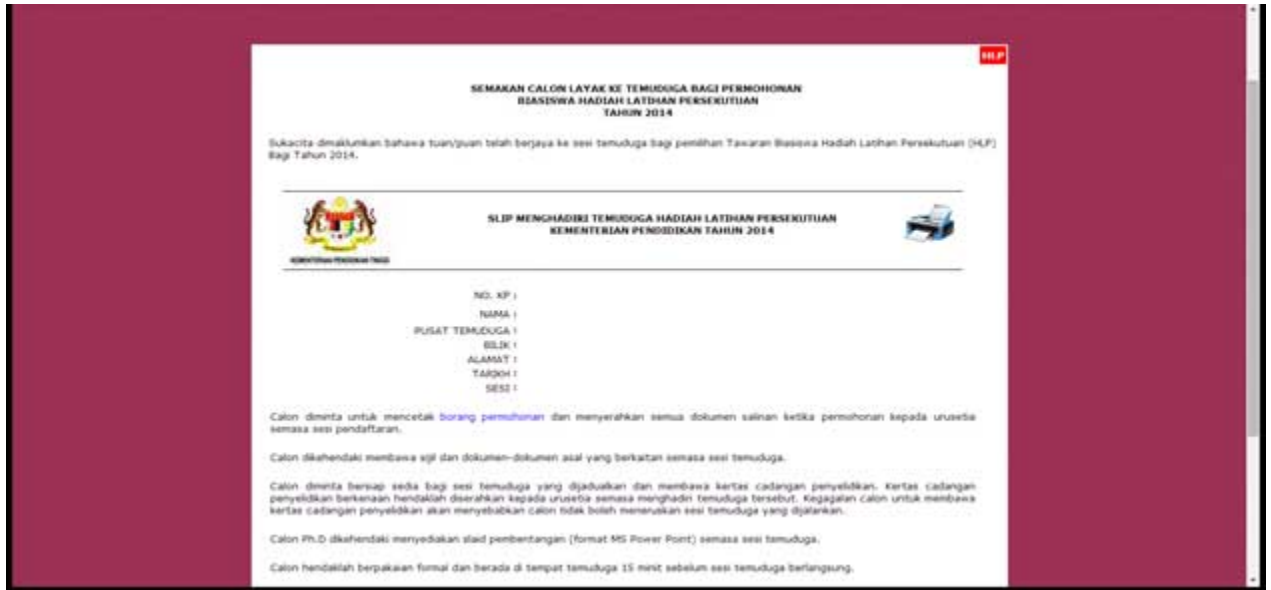 HLP
SEMAKAN CALON LAYAK KE TEMUDUGA BAGI PERMOHONAN
BIASISWA HADIAH LATIHAN PERSEKUTUAN
TAHUN 2014
Sukacita dimaklumkan bahawa tuan/puan telah berjaya ke sesi temuduga bagi pemilihan Tawaran Biasiswa Hadiah Latihan Persekutuan (HLP)
Bagi Tahun 2014.
SLIP MENGHADIRI TEMUDUGA HADIAH LATIHAN PERSEKUTUAN
KEMENTERIAN PENDIDIKAN TAHUN 2014
KEMENTERIAN PENDIDIKAN TINGGI
NO. KP :
NAMA :
PUSAT TEMUDUGA :
BILIK :
ALAMAT :
TARIKH :
SESI :
Calon diminta untuk mencetak borang permohonan dan menyerahkan semua dokumen salinan ketika permohonan kepada urusetia
semasa sesi pendaftaran.
Calon dikehendaki membawa sijil dan dokumen-dokumen asal yang berkaitan semasa sesi temuduga.
Calon diminta bersiap sedia bagi sesi temuduga yang dijadualkan dan membawa kertas cadangan penyelidikan. Kertas cadangan
penyelidikan berkenaan hendaklah diserahkan kepada urusetia semasa menghadiri temuduga tersebut. Kegagalan calon untuk membawa
kertas cadangan penyelidikan akan menyebabkan calon tidak boleh meneruskan sesi temuduga yang dijalankan.
Calon Ph.D dikehendaki menyediakan slaid pembentangan (format MS Power Point) semasa sesi temuduga.
Calon hendaklah berpakaian formal dan berada di tempat temuduga 15 minit sebelum sesi temuduga berlangsung.